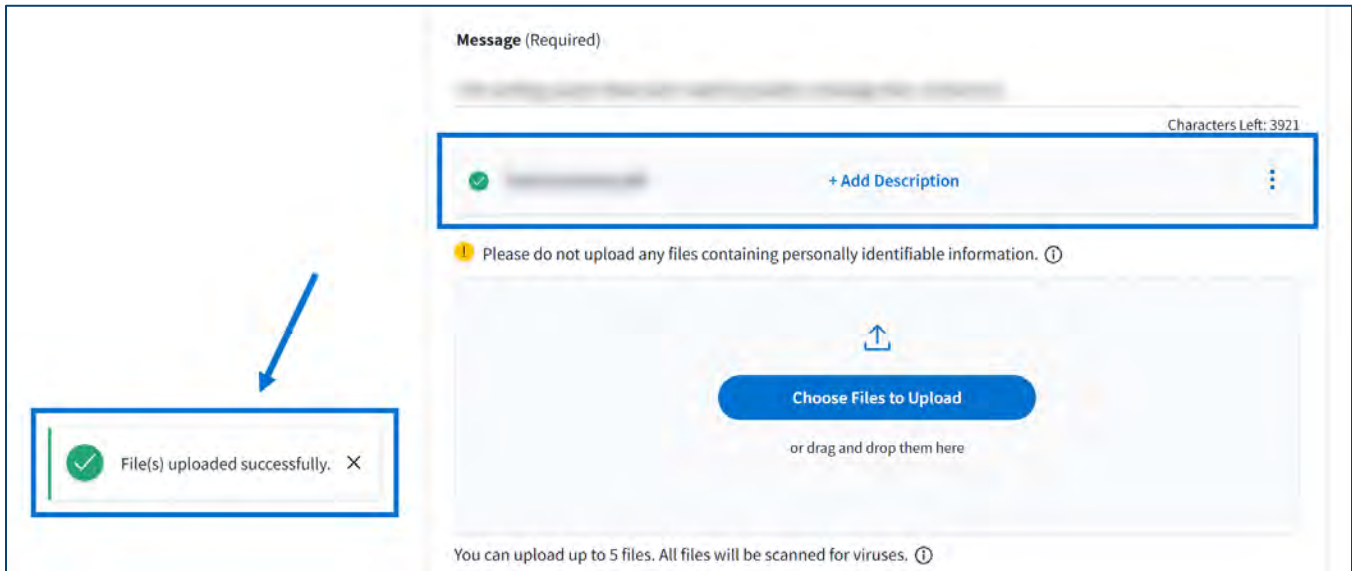 Message (Required)
Characters Left: 3921
+ Add Description
Please do not upload any files containing personally identifiable information.
Choose Files to Upload
or drag and drop them here
File(s) uploaded successfully.
You can upload up to 5 files. All files will be scanned for viruses.